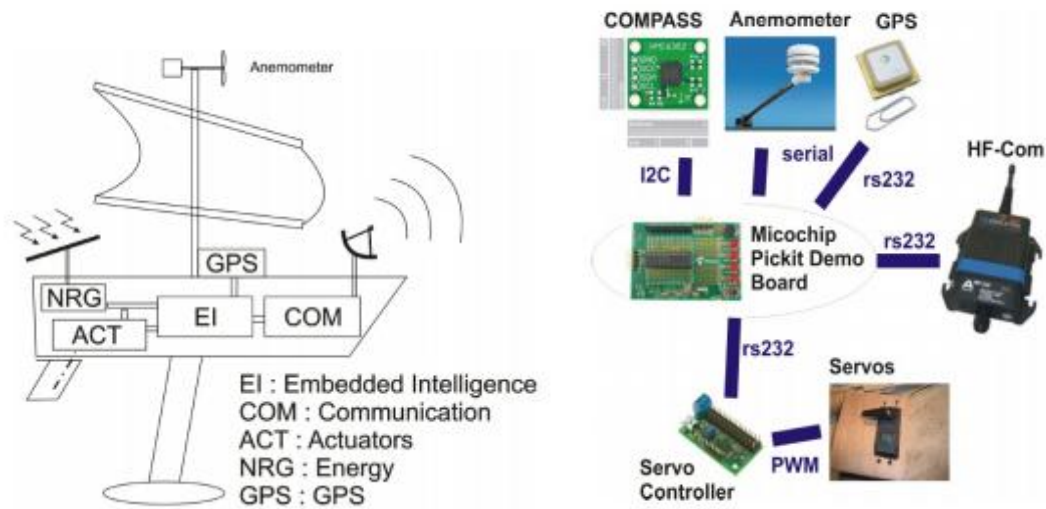 Anemometer
GPS
NRG
EI
COM
ACT
EI : Embedded Intelligence
COM : Communication
ACT : Actuators
NRG : Energy
GPS : GPS
COMPASS
Anemometer
GPS
I2C
serial
rs232
HF-Com
Micochip
Pickit Demo
Board
rs232
rs232
Servos
PWM
Servo
Controller